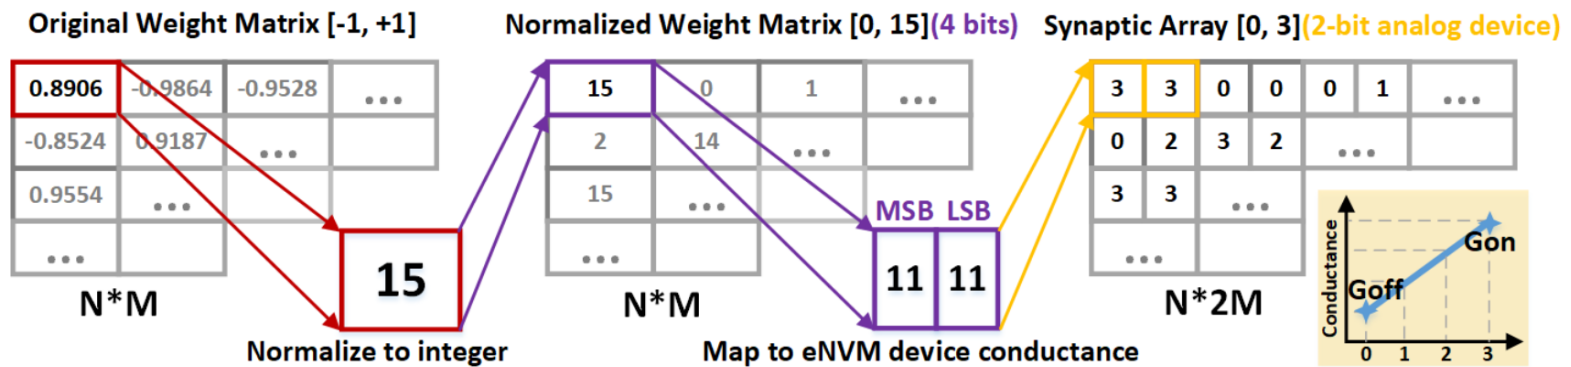 Original Weight Matrix [-1, +1]
Normalized Weight Matrix [0, 15](4 bits)
Synaptic Array [0, 3](2-bit analog device)
0.8906 -0.9864 -0.9528 ...
-0.8524 0.9187 ...
0.9554 ...
...
N*M
15
Normalize to integer
15 0 1 ...
2 14 ...
15 ...
...
N*M
MSB LSB
11 11
Map to eNVM device conductance
3 3 0 0 0 1 ...
0 2 3 2 ...
3 3 ...
...
N*2M
Conductance
Gon
Goff
0 1 2 3